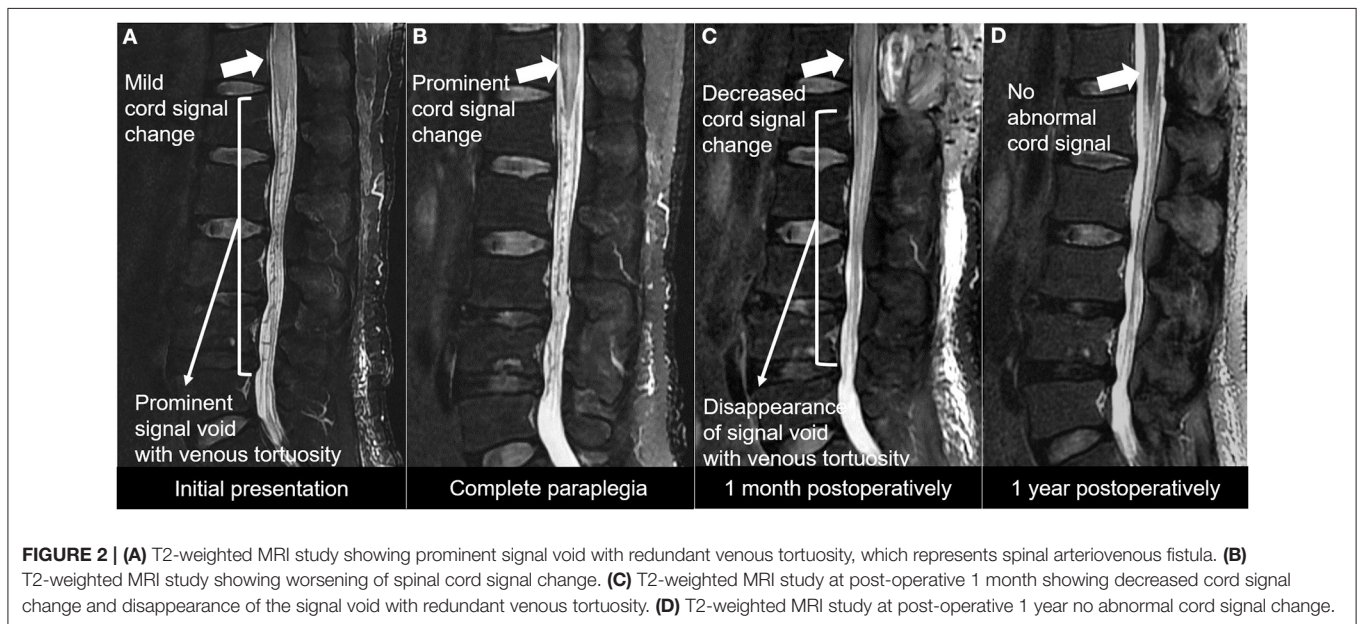 A
Mild
cord signal
change
Prominent
signal void
with venous tortuosity
Initial presentation
B
Prominent
cord signal
change
Complete paraplegia
C
Decreased
cord signal
change
Disappearance
of signal void
with venous tortuosity
1 month postoperatively
D
No
abnormal
cord signal
1 year postoperatively
FIGURE 2 | (A) T2-weighted MRI study showing prominent signal void with redundant venous tortuosity, which represents spinal arteriovenous fistula. (B)
T2-weighted MRI study showing worsening of spinal cord signal change. (C) T2-weighted MRI study at post-operative 1 month showing decreased cord signal
change and disappearance of the signal void with redundant venous tortuosity. (D) T2-weighted MRI study at post-operative 1 year no abnormal cord signal change.